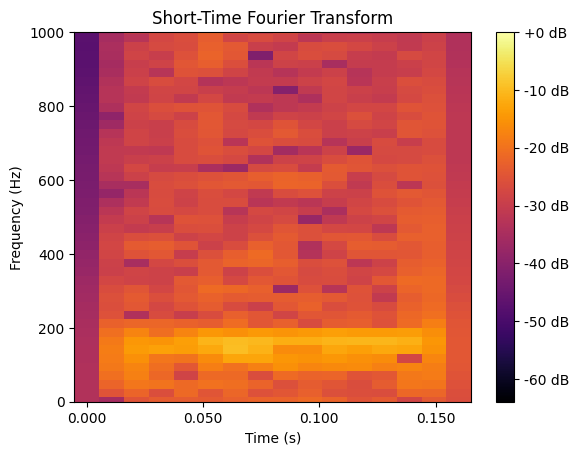 Short-Time Fourier Transform
1000
800
600
400
200
0
Frequency (Hz)
0.000
0.050
0.100
0.150
Time (s)
+0 dB
-10 dB
-20 dB
-30 dB
-40 dB
-50 dB
-60 dB